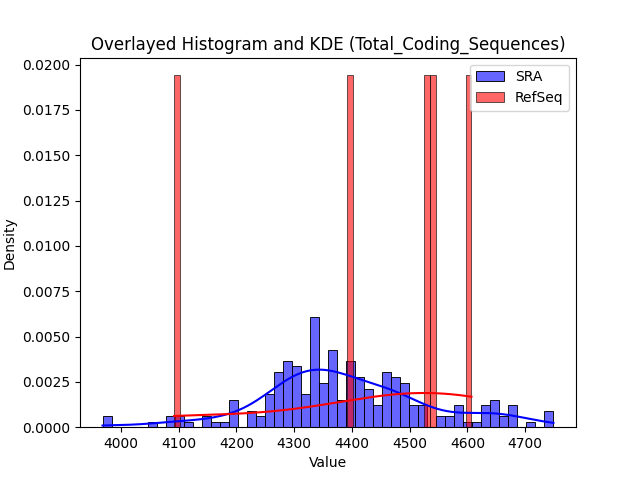 Overlayed Histogram and KDE (Total_Coding_Sequences)
0.0200
0.0175
0.0150
0.0125
0.0100
0.0075
0.0050
0.0025
0.0000
Density
SRA
RefSeq
4000 4100 4200 4300 4400 4500 4600 4700
Value